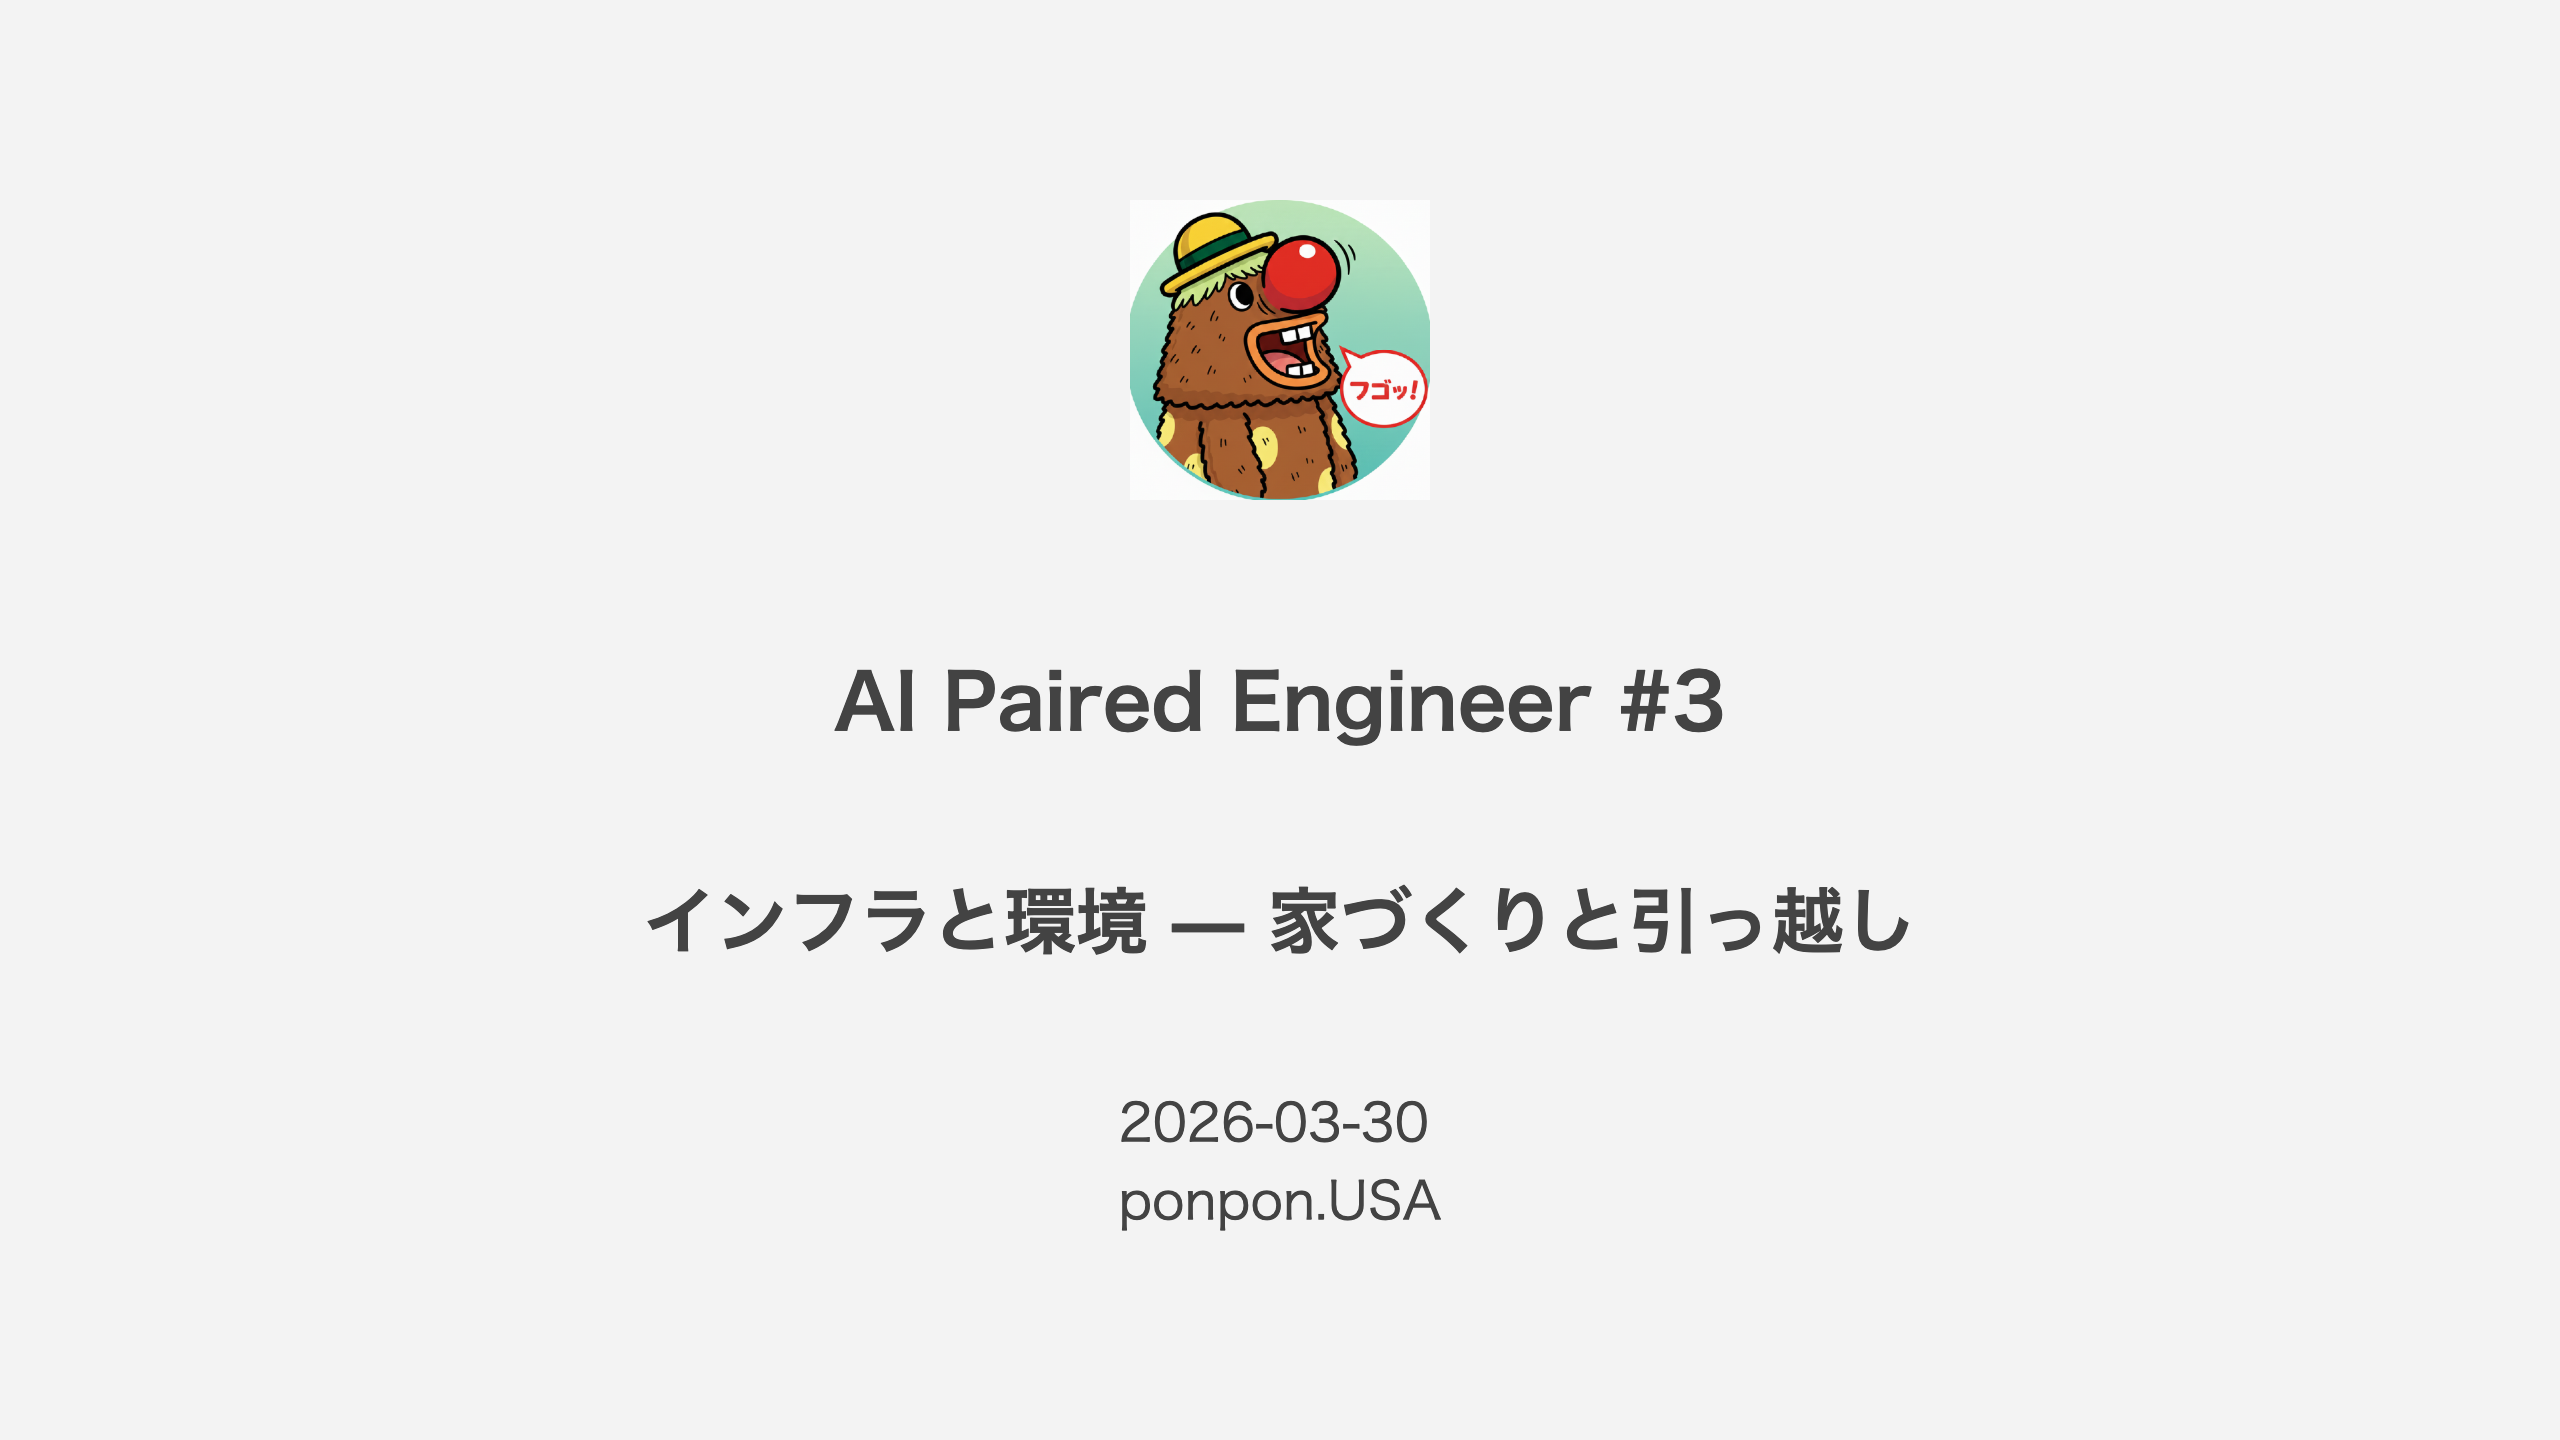 フゴッ!
AI Paired Engineer #3
インフラと環境 — 家づくりと引っ越し
2026-03-30
ponpon.USA